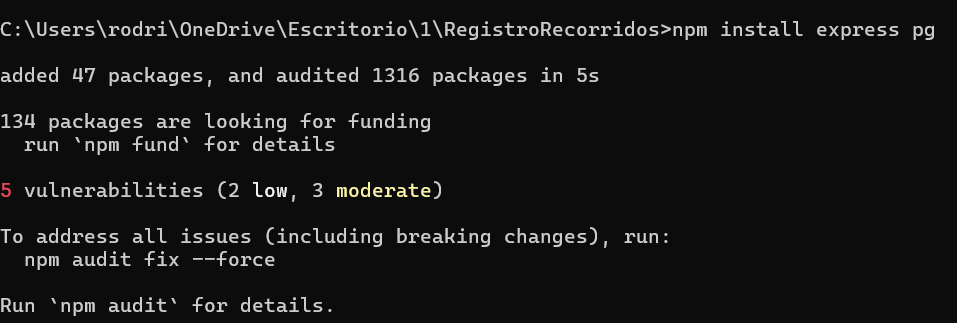 C:\Users\rodri\OneDrive\Escritorio\1\RegistroRecorridos>npm install express pg
added 47 packages, and audited 1316 packages in 5s
134 packages are looking for funding
  run `npm fund` for details
5 vulnerabilities (2 low, 3 moderate)
To address all issues (including breaking changes), run:
  npm audit fix --force
Run `npm audit` for details.